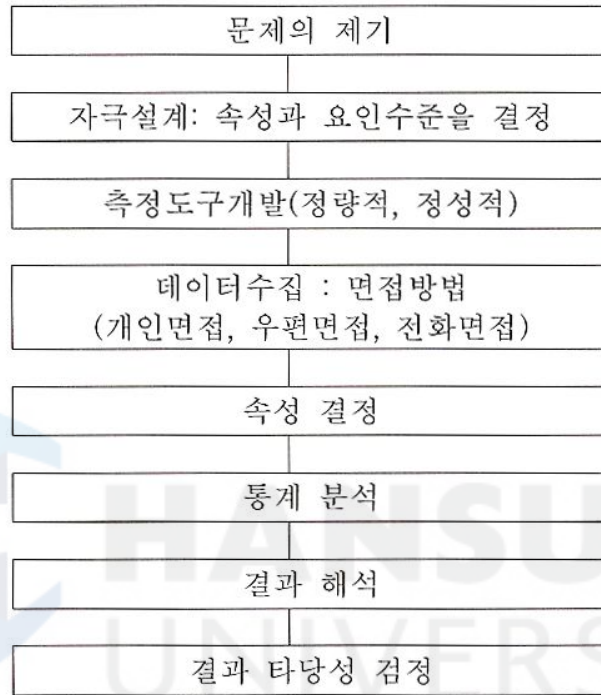 문제의 제기
자극설계: 속성과 요인수준을 결정
측정도구개발(정량적, 정성적)
데이터수집 : 면접방법
(개인면접, 우편면접, 전화면접)
속성 결정
통계 분석
결과 해석
결과 타당성 검정
HANSU
UNIVERS